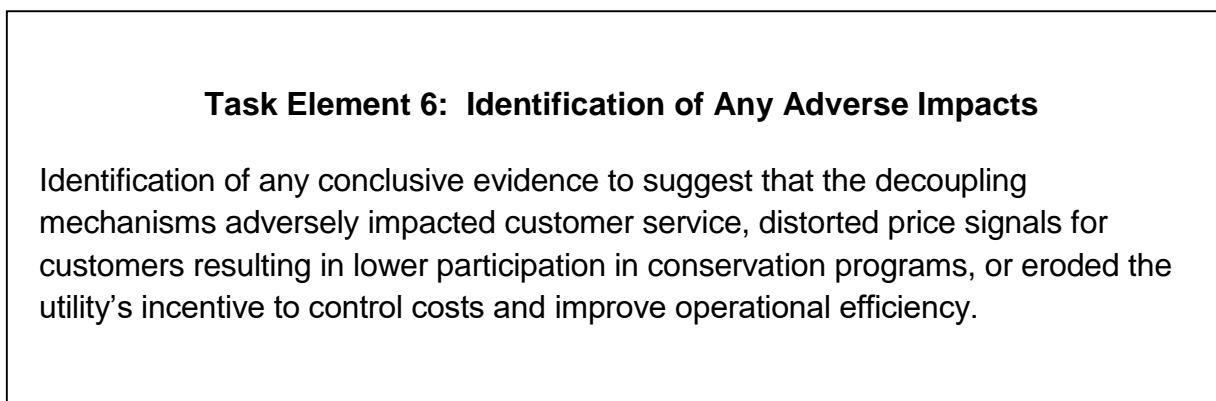 Task Element 6:  Identification of Any Adverse Impacts
Identification of any conclusive evidence to suggest that the decoupling
mechanisms adversely impacted customer service, distorted price signals for
customers resulting in lower participation in conservation programs, or eroded the
utility’s incentive to control costs and improve operational efficiency.